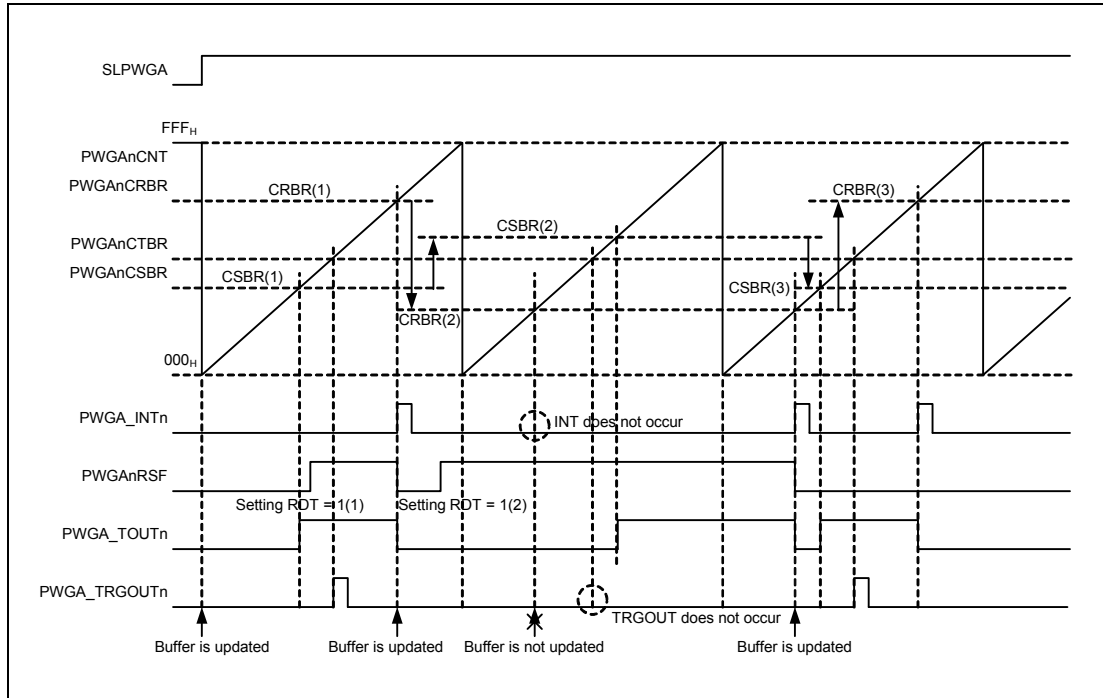 SLPWGA
FFFH
PWGAnCNT
PWGAnCRBR
CRBR(1)
CRBR(3)
PWGAnCTBR
CSBR(2)
PWGAnCSBR
CSBR(1)
CSBR(3)
CRBR(2)
000H
PWGA_INTn
INT does not occur
PWGAnRSF
Setting RDT = 1(1)
Setting RDT = 1(2)
PWGA_TOUTn
PWGA_TRGOUTn
TRGOUT does not occur
Buffer is updated
Buffer is updated
Buffer is not updated
Buffer is updated